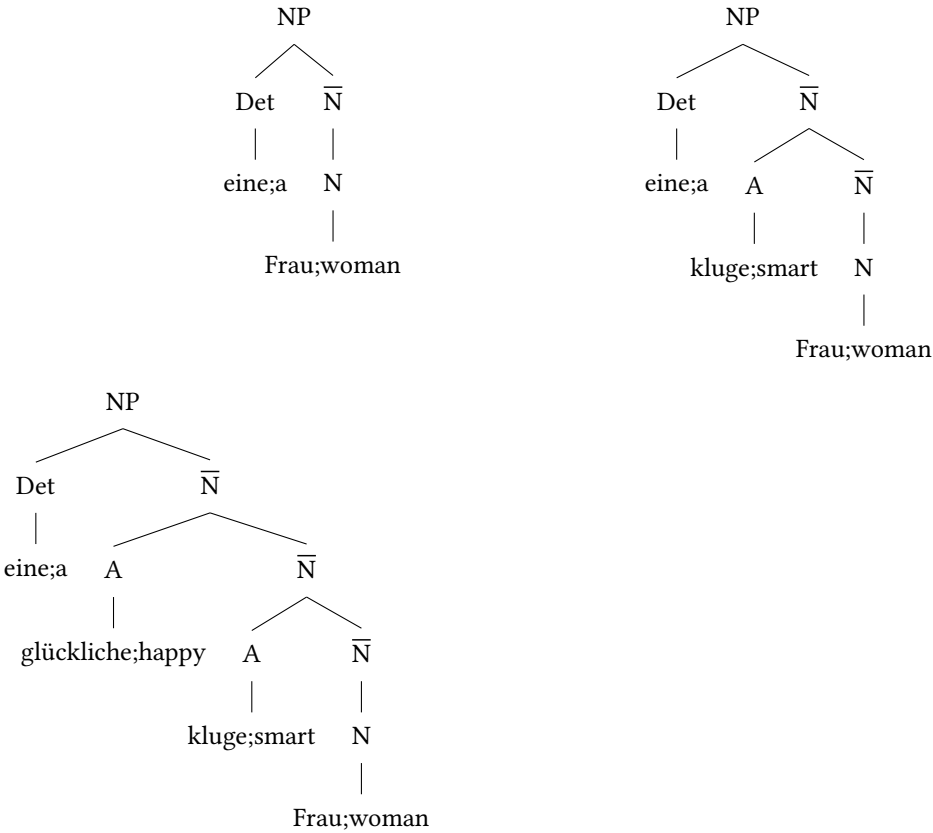 NP NP
Det N̅ Det N̅
eine;a N eine;a A N̅
Frau;woman kluge;smart N
Frau;woman
NP
Det N̅
eine;a A N̅
glückliche;happy A N̅
kluge;smart N
Frau;woman